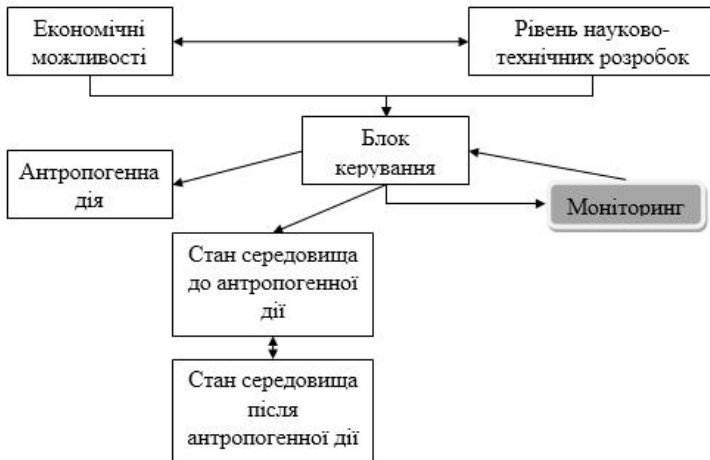 Економічні
можливості
Рівень науково-
технічних розробок
Блок
керування
Антропогенна
дія
Моніторинг
Стан середовища
до антропогенної
дії
Стан середовища
після
антропогенної дії